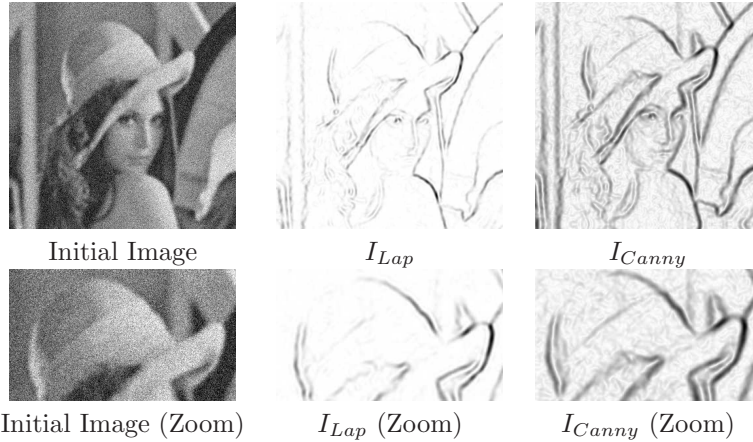 Initial Image
I_{Lap}
I_{Canny}
Initial Image (Zoom)
I_{Lap} (Zoom)
I_{Canny} (Zoom)